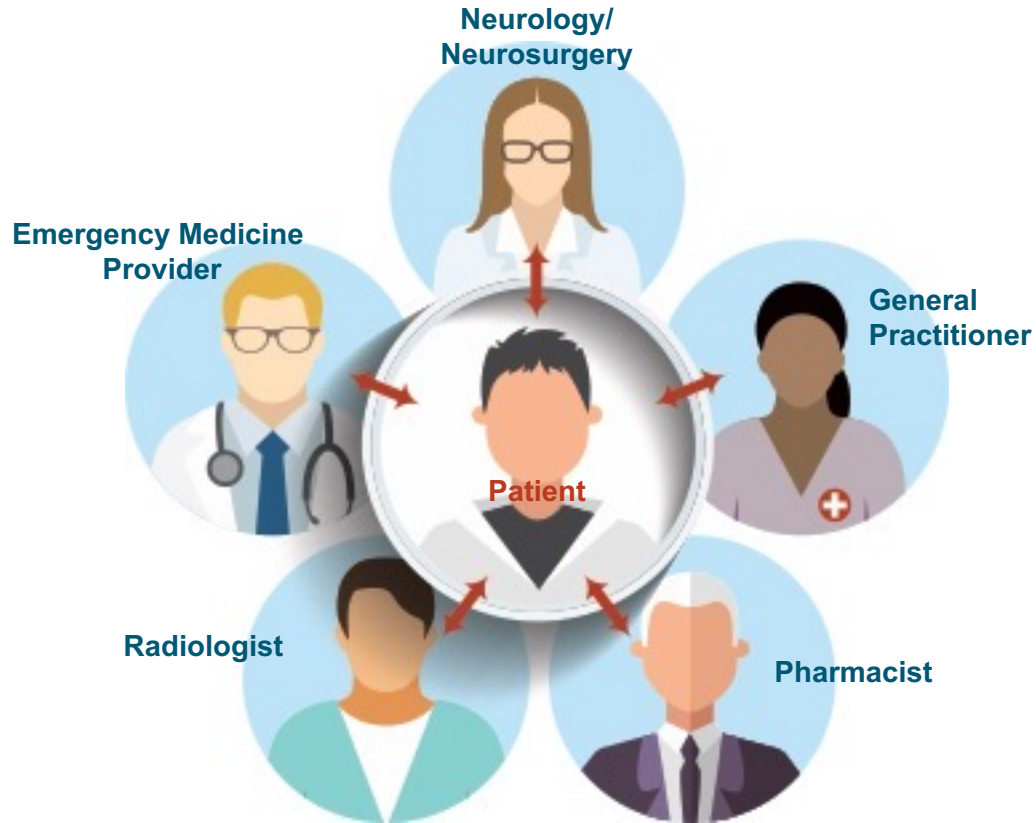 Neurology/
Neurosurgery
Emergency Medicine
Provider
General
Practitioner
Patient
Radiologist
Pharmacist